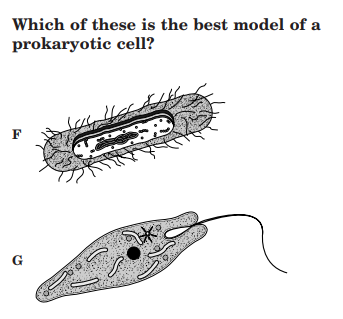 Which of these is the best model of a
prokaryotic cell?
F
G